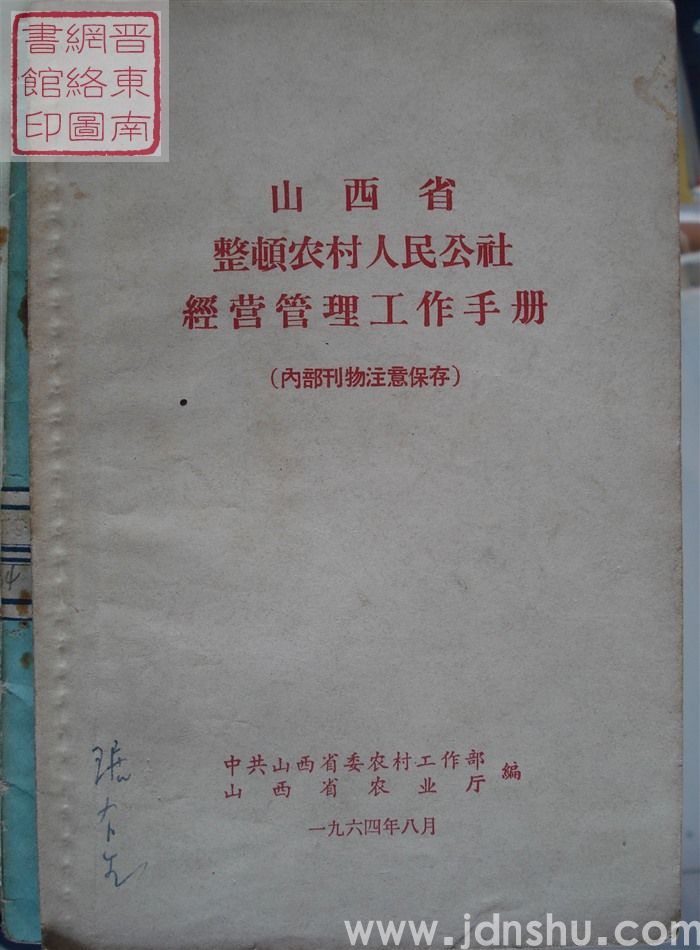 晋東南
網絡圖
書館印
山西省
整頓农村人民公社
經营管理工作手册
(內部刊物注意保存)
中共山西省委农村工作部
山西省农业厅
編
一九六四年八月
www.jdnshu.com